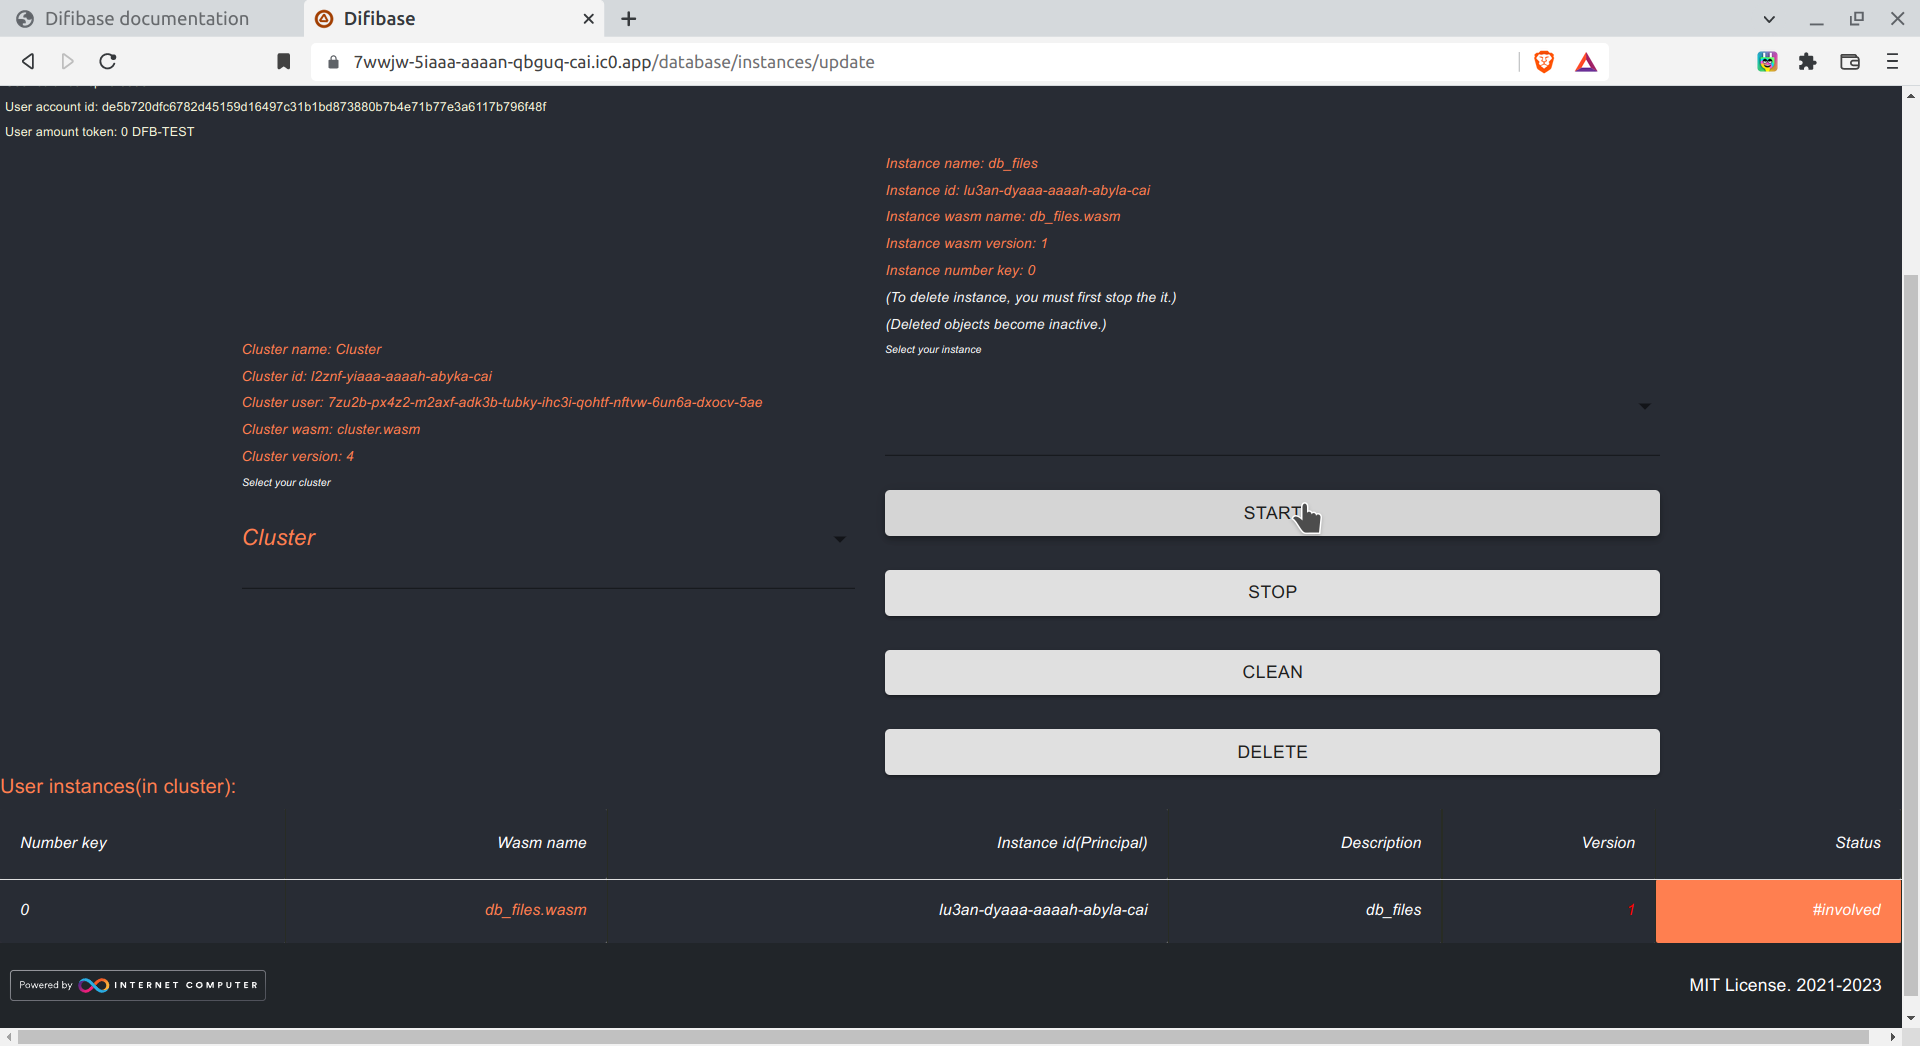 Difibase documentation
Difibase
7wwjw-5iaaa-aaaan-qbguq-cai.ic0.app/database/instances/update
User account id: de5b720dfc6782d45159d16497c31b1bd873880b7b4e71b77e3a6117b796f48f
User amount token: 0 DFB-TEST
Instance name: db_files
Instance id: lu3an-dyaaa-aaaah-abyla-cai
Instance wasm name: db_files.wasm
Instance wasm version: 1
Instance number key: 0
(To delete instance, you must first stop the it.)
(Deleted objects become inactive.)
Select your instance
Cluster name: Cluster
Cluster id: l2znf-yiaaa-aaaah-abyka-cai
Cluster user: 7zu2b-px4z2-m2axf-adk3b-tubky-ihc3i-qohtf-nftvw-6un6a-dxocv-5ae
Cluster wasm: cluster.wasm
Cluster version: 4
Select your cluster
Cluster
START
STOP
CLEAN
DELETE
User instances(in cluster):
Number key Wasm name Instance id(Principal) Description Version Status
0 db_files.wasm lu3an-dyaaa-aaaah-abyla-cai db_files 1 #involved
Powered by INTERNET COMPUTER
MIT License. 2021-2023